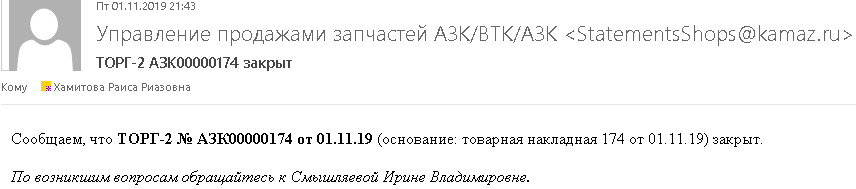 Пт 01.11.2019 21:43
Управление продажами запчастей АЗК/ВТК/АЗК <StatementsShops@kamaz.ru>
ТОРГ-2 АЗК00000174 закрыт
Кому Хамитова Раиса Риазовна
Сообщаем, что ТОРГ-2 № АЗК00000174 от 01.11.19 (основание: товарная накладная 174 от 01.11.19) закрыт.
По возникшим вопросам обращайтесь к Смышляевой Ирине Владимировне.